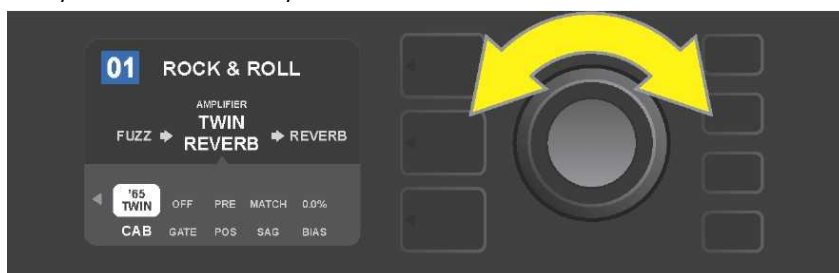 01 ROCK & ROLL
AMPLIFIER
TWIN
FUZZ REVERB REVERB
'65
TWIN OFF PRE MATCH 0.0%
CAB GATE POS SAG BIAS